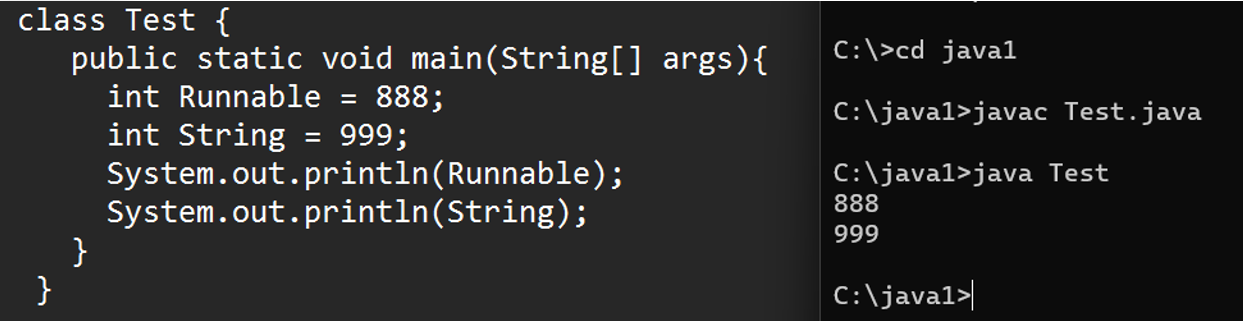 class Test {
public static void main(String[] args){
int Runnable = 888;
int String = 999;
System.out.println(Runnable);
System.out.println(String);
}
}
C:\>cd java1
C:\java1>javac Test.java
C:\java1>java Test
888
999
C:\java1>